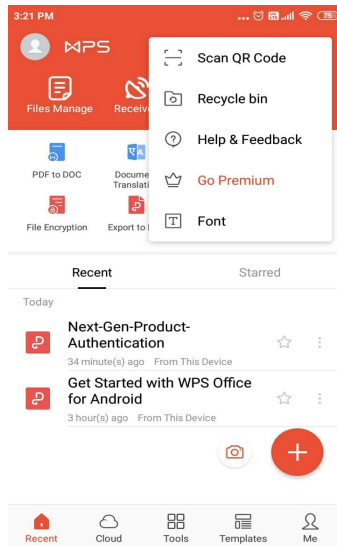 3:21 PM
75
WPS
Files Manage
Receive
Scan QR Code
Recycle bin
Help & Feedback
Go Premium
Font
PDF to DOC
Docume
Translati
File Encryption
Export to
Recent
Starred
Today
Next-Gen-Product-
Authentication
34 minute(s) ago From This Device
Get Started with WPS Office
for Android
3 hour(s) ago From This Device
Recent
Cloud
Tools
Templates
Me